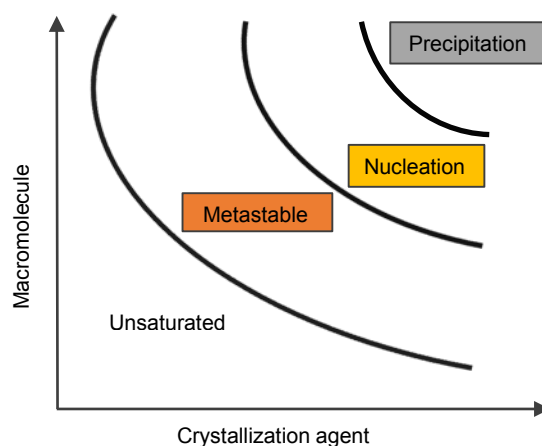 Precipitation
Nucleation
Metastable
Unsaturated
Macromolecule
Crystallization agent